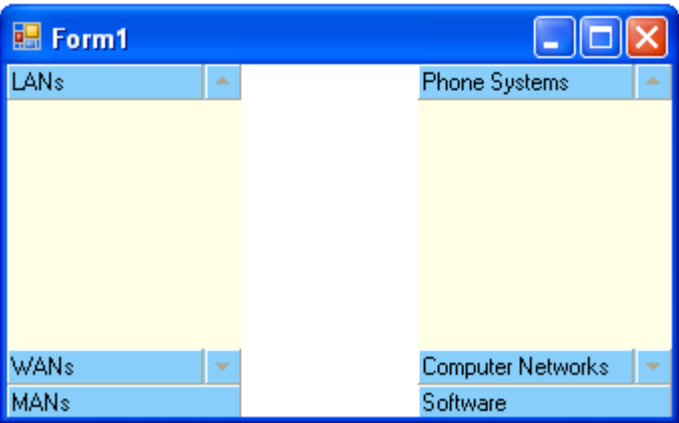 Form1
LANs
Phone Systems
WANs
Computer Networks
MANs
Software